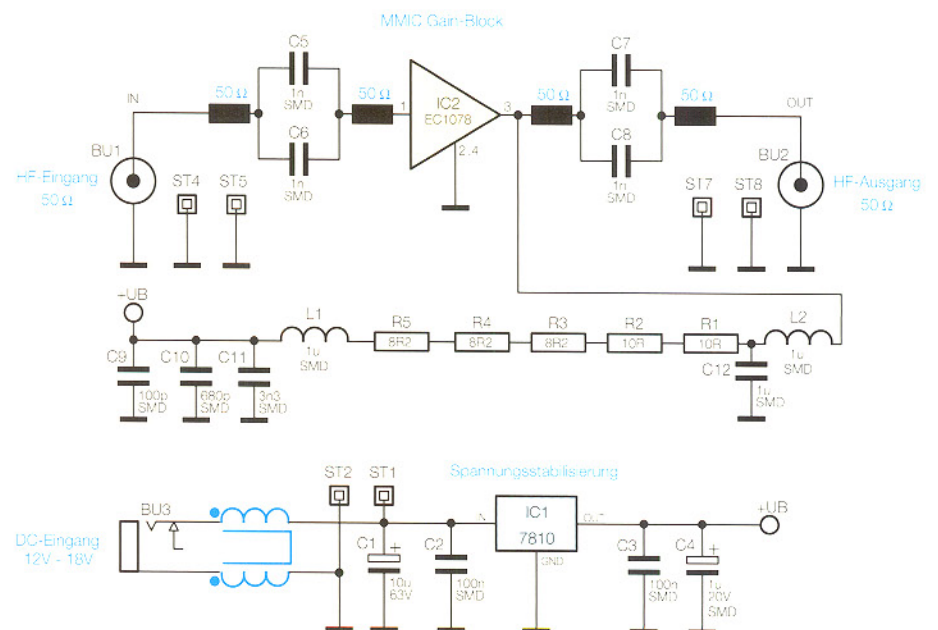 MMIC Gain-Block
C5
C7
50 Ω
1n
SMD
50 Ω
50 Ω
1n
SMD
50 Ω
IN
1
IC2
EC1078
3
OUT
C6
C8
BU1
2,4
BU2
HF-Eingang
50 Ω
1n
SMD
1n
SMD
HF-Ausgang
50 Ω
ST4
ST5
ST7
ST8
+UB
L1
R5
R4
R3
R2
R1
L2
8R2
8R2
8R2
10R
10R
1u
SMD
1u
SMD
C9
C10
C11
C12
100p
SMD
680p
SMD
3n3
SMD
1u
SMD
ST2
ST1
Spannungsstabilisierung
BU3
IN
IC1
7810
OUT
GND
+UB
DC-Eingang
12V - 18V
C1
+
C2
C3
C4
+
10u
63V
100n
SMD
100n
SMD
1u
20V
SMD